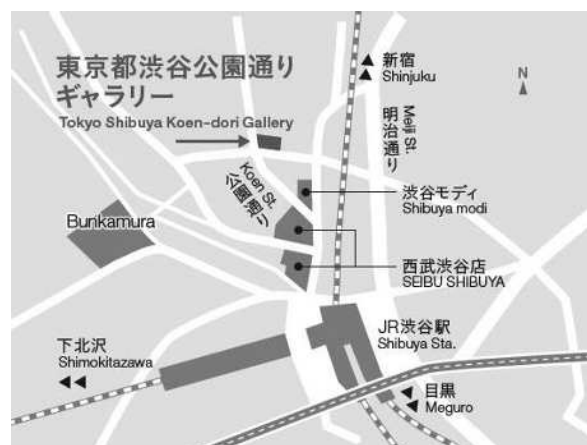 東京都渋谷公園通り
ギャラリー
Tokyo Shibuya Koen-dori Gallery
新宿
Shinjuku
N
明治通り
Meiji St.
Koen St.
公園通り
渋谷モディ
Shibuya modi
Bunkamura
西武渋谷店
SEIBU SHIBUYA
JR渋谷駅
Shibuya Sta.
下北沢
Shimokitazawa
目黒
Meguro